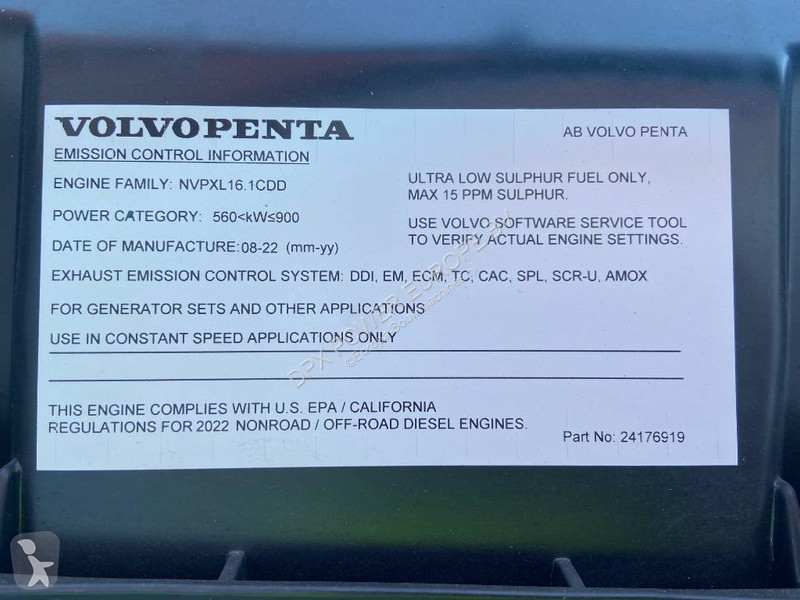 VOLVO PENTA
AB VOLVO PENTA
EMISSION CONTROL INFORMATION
ENGINE FAMILY: NVPXL16.1CDD
ULTRA LOW SULPHUR FUEL ONLY,
MAX 15 PPM SULPHUR.
POWER CATEGORY: 560<kW≤900
USE VOLVO SOFTWARE SERVICE TOOL
TO VERIFY ACTUAL ENGINE SETTINGS.
DATE OF MANUFACTURE: 08-22 (mm-yy)
EXHAUST EMISSION CONTROL SYSTEM: DDI, EM, ECM, TC, CAC, SPL, SCR-U, AMOX
FOR GENERATOR SETS AND OTHER APPLICATIONS
USE IN CONSTANT SPEED APPLICATIONS ONLY
THIS ENGINE COMPLIES WITH U.S. EPA / CALIFORNIA
REGULATIONS FOR 2022 NONROAD / OFF-ROAD DIESEL ENGINES.
Part No: 24176919
DPX POWER EUROPE BV